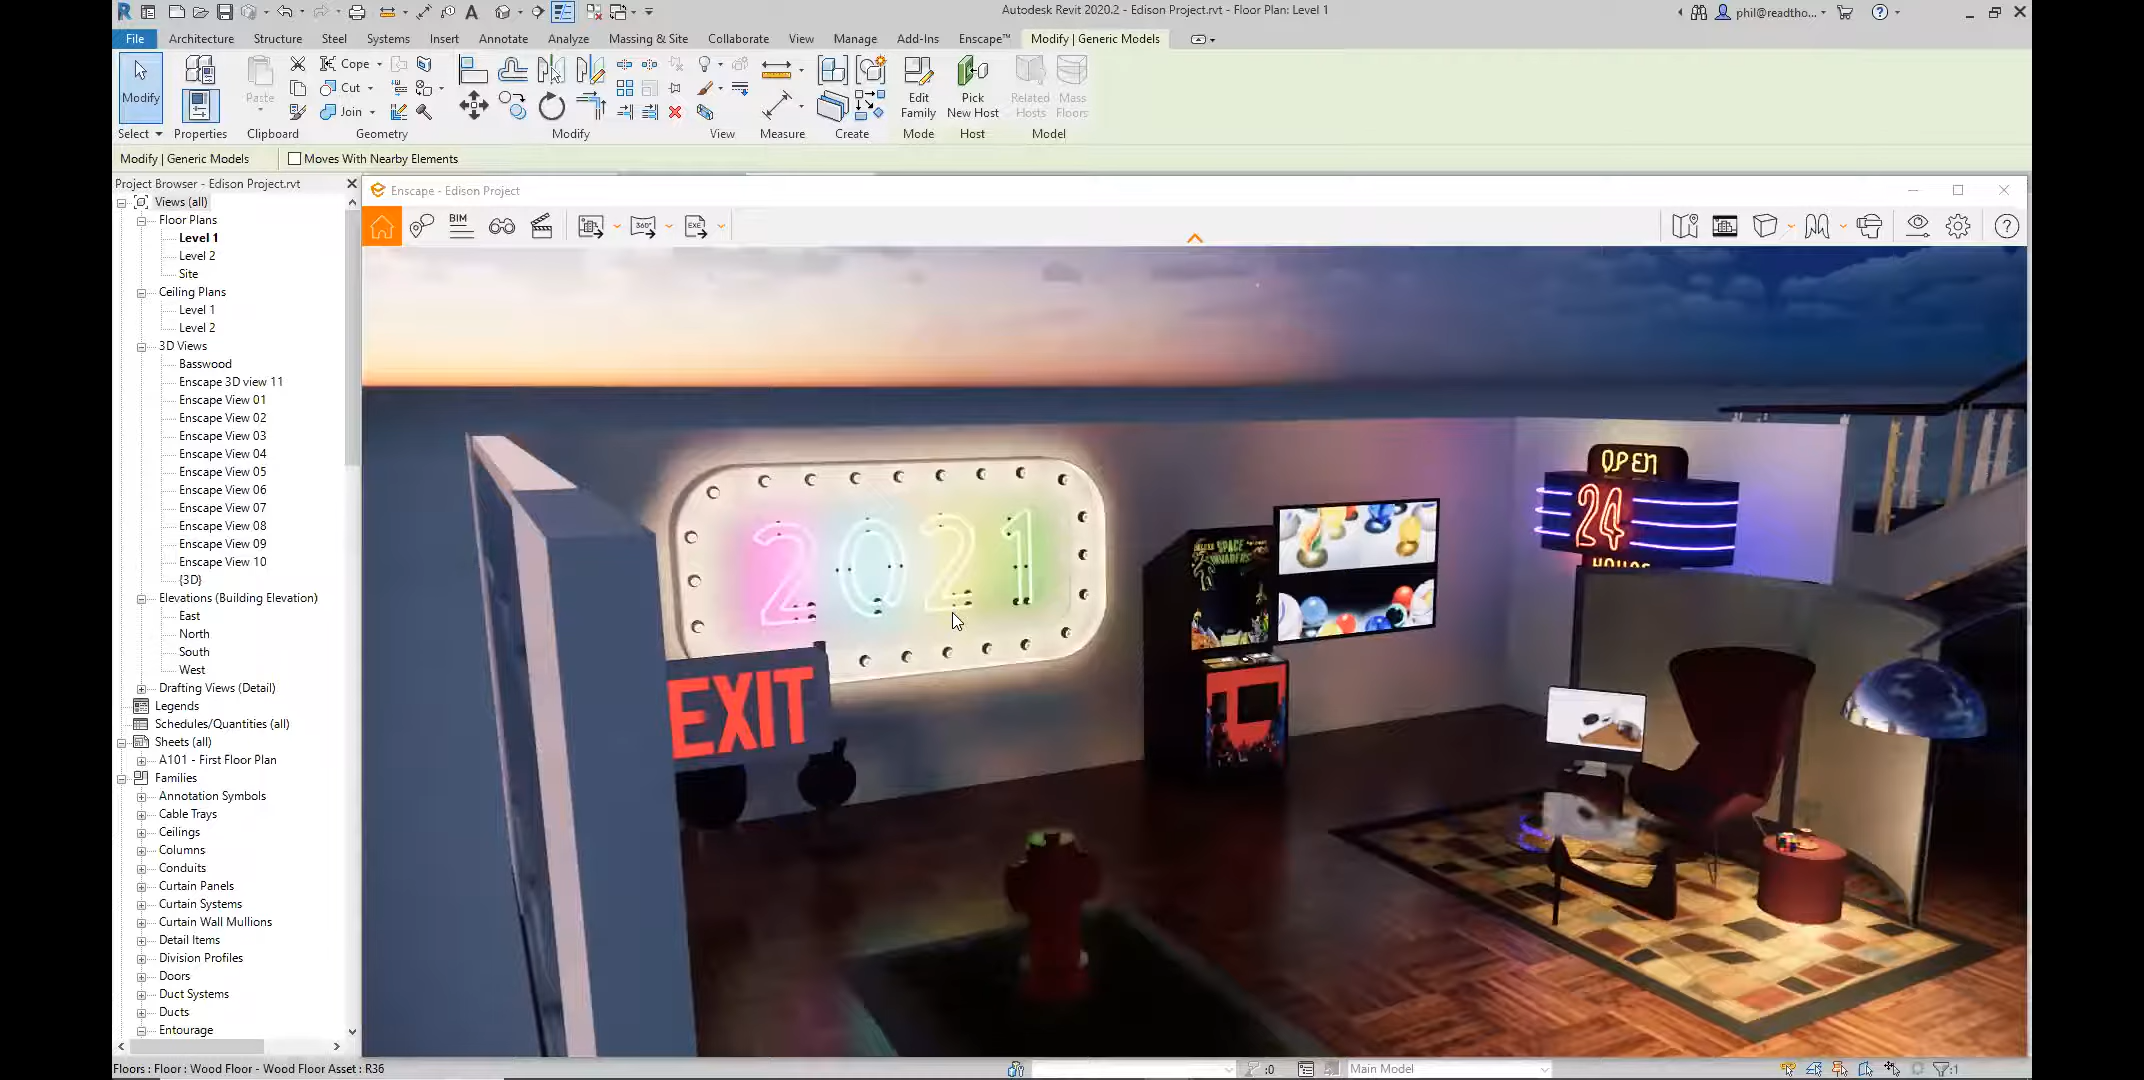 Autodesk Revit 2020.2 - Edison Project.rvt - Floor Plan: Level 1
phil@readtho...
File Architecture Structure Steel Systems Insert Annotate Analyze Massing & Site Collaborate View Manage Add-Ins Enscape™ Modify | Generic Models
Modify
Paste
Cope
Cut
Join
Edit Family
Pick New Host
Related Hosts
Mass Floors
Select Properties Clipboard Geometry Modify View Measure Create Mode Host Model
Modify | Generic Models Moves With Nearby Elements
Project Browser - Edison Project.rvt
Views (all)
Floor Plans
Level 1
Level 2
Site
Ceiling Plans
Level 1
Level 2
3D Views
Basswood
Enscape 3D view 11
Enscape View 01
Enscape View 02
Enscape View 03
Enscape View 04
Enscape View 05
Enscape View 06
Enscape View 07
Enscape View 08
Enscape View 09
Enscape View 10
{3D}
Elevations (Building Elevation)
East
North
South
West
Drafting Views (Detail)
Legends
Schedules/Quantities (all)
Sheets (all)
A101 - First Floor Plan
Families
Annotation Symbols
Cable Trays
Ceilings
Columns
Conduits
Curtain Panels
Curtain Systems
Curtain Wall Mullions
Detail Items
Division Profiles
Doors
Duct Systems
Ducts
Entourage
Enscape - Edison Project
BIM
360°
EXE
2021
EXIT
SPACE
INVADERS
OPEN
24
HOURS
Floors : Floor : Wood Floor - Wood Floor Asset : R36
:0
Main Model
:1